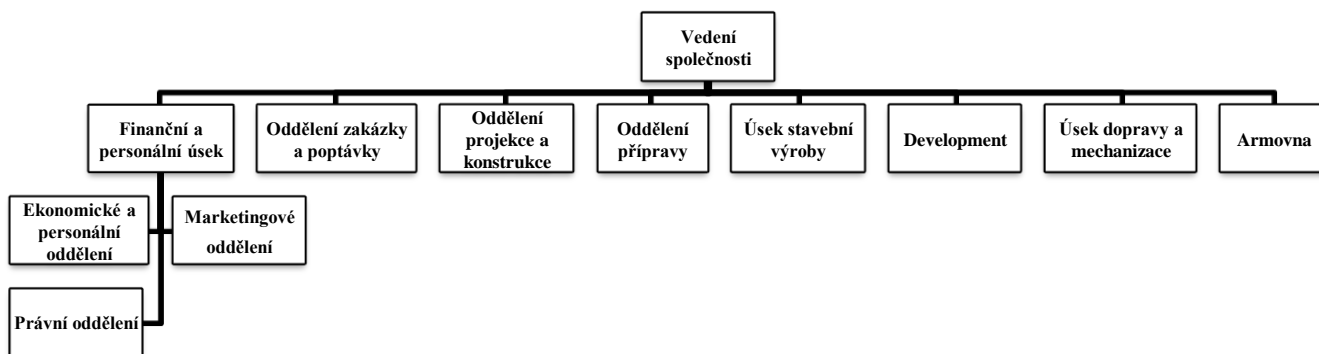 Vedení
společnosti
Finanční a
personální úsek
Oddělení zakázky
a poptávky
Oddělení
projekce a
konstrukce
Oddělení
přípravy
Úsek stavební
výroby
Development
Úsek dopravy a
mechanizace
Armovna
Ekonomické a
personální
oddělení
Marketingové
oddělení
Právní oddělení